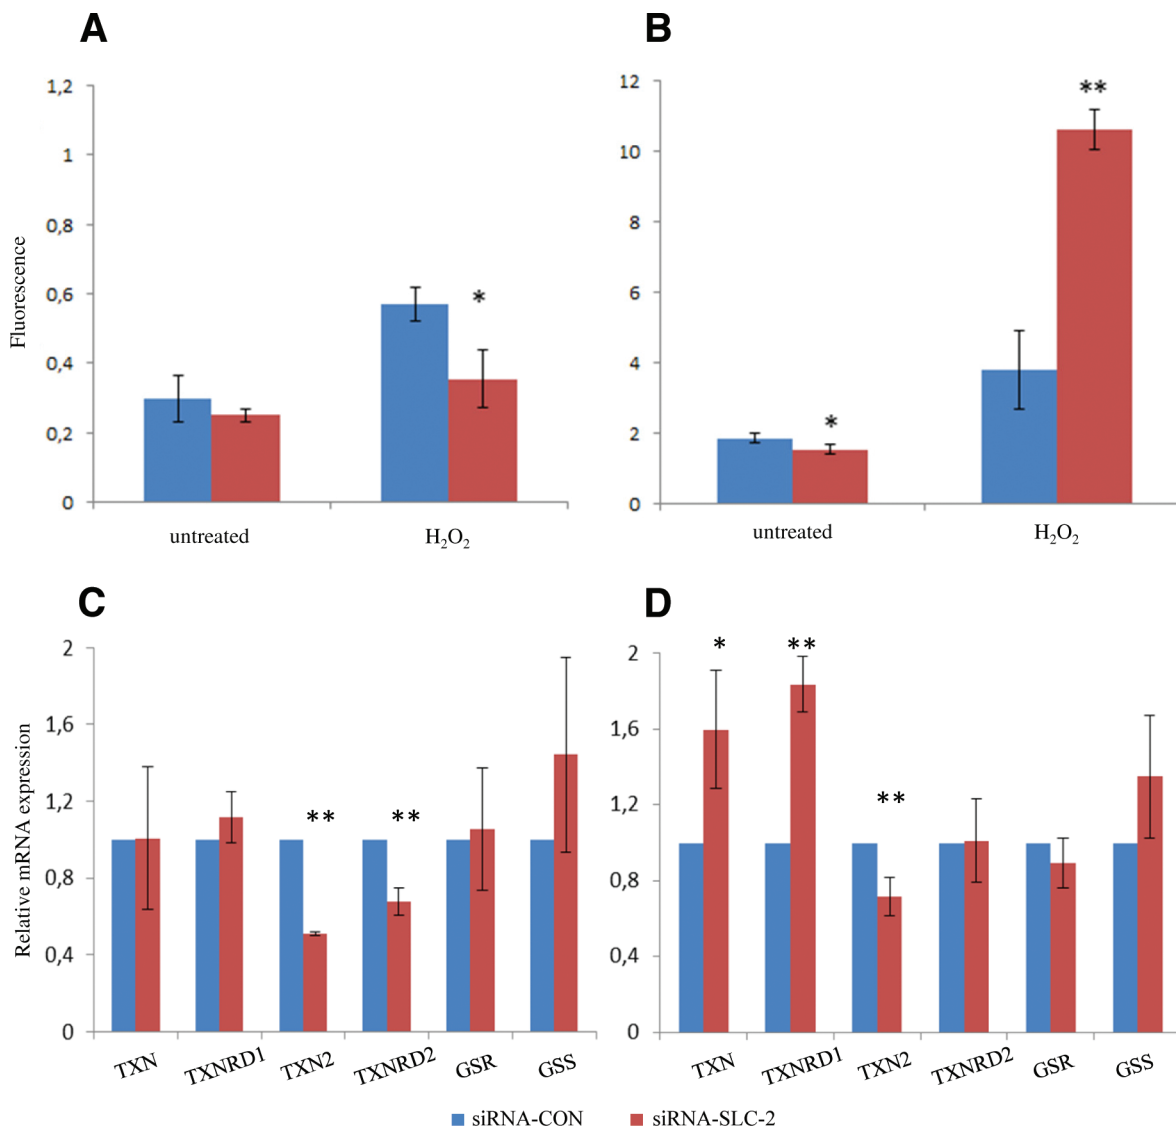 A
Fluorescence
1,2
1
0,8
0,6
0,4
0,2
0
*
untreated
H₂O₂
B
12
10
8
6
4
2
0
*
**
untreated
H₂O₂
C
Relative mRNA expression
2
1,6
1,2
0,8
0,4
0
**
**
TXN
TXNRD1
TXN2
TXNRD2
GSR
GSS
D
2
1,6
1,2
0,8
0,4
0
*
**
**
TXN
TXNRD1
TXN2
TXNRD2
GSR
GSS
siRNA-CON
siRNA-SLC-2